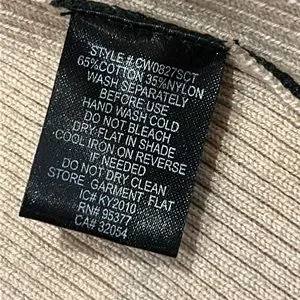 STYLE # CW0827SCT
65%COTTON 35%NYLON
WASH SEPARATELY
BEFORE USE
HAND WASH COLD
DO NOT BLEACH
DRY FLAT IN SHADE
COOL IRON ON REVERSE
IF NEEDED
DO NOT DRY CLEAN
STORE GARMENT FLAT
IC# KY2010
RN# 95377
CA# 32054